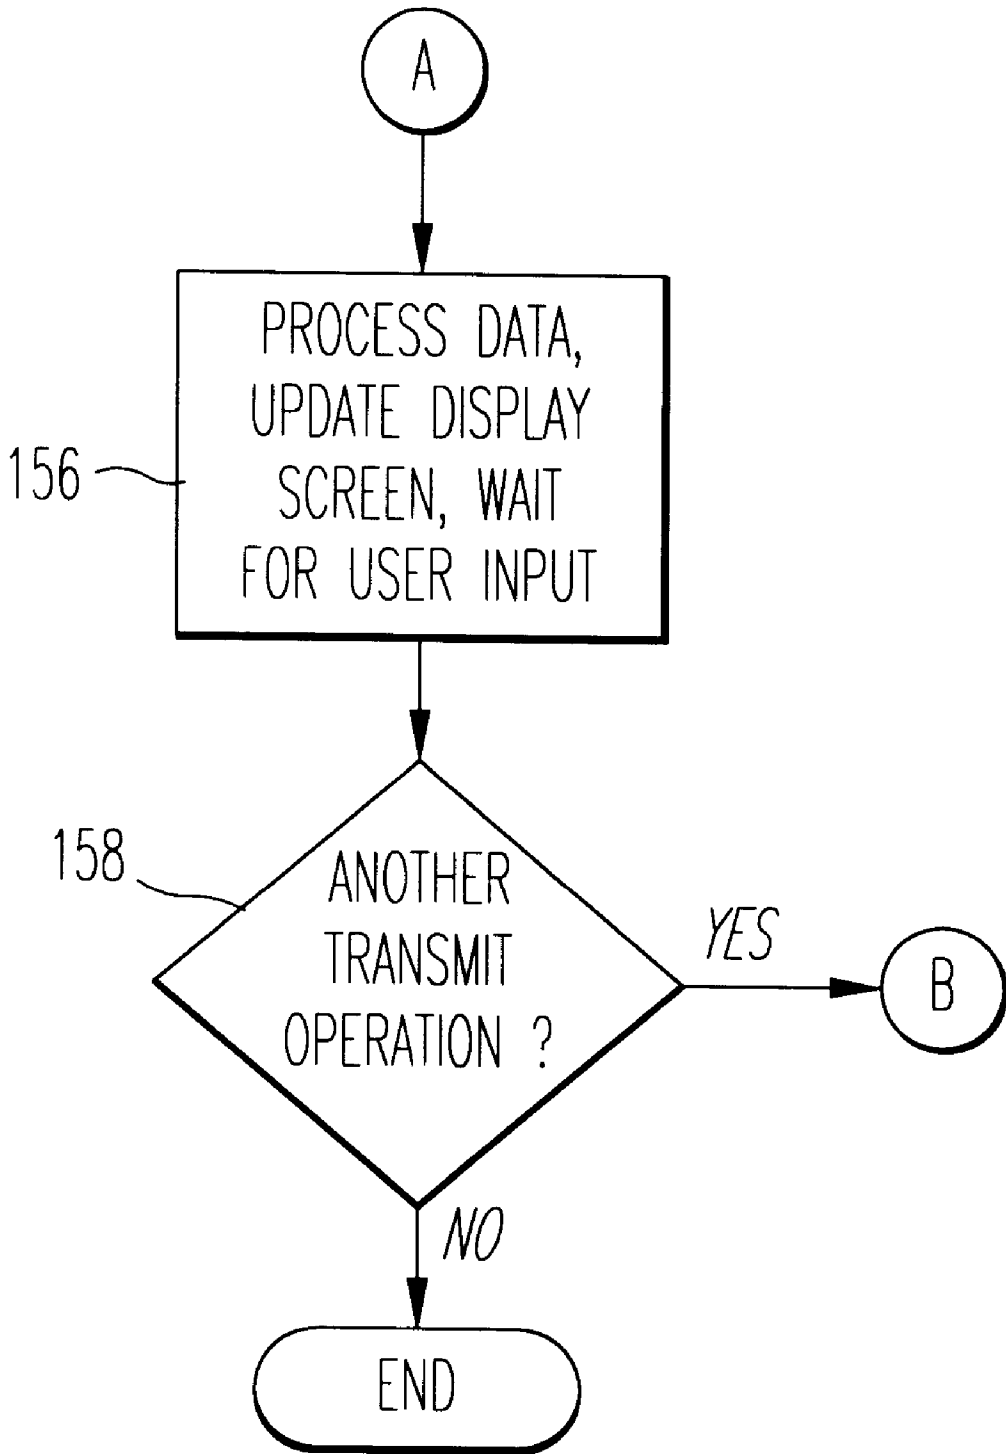 A
PROCESS DATA,
UPDATE DISPLAY
SCREEN, WAIT
FOR USER INPUT
156
158
ANOTHER
TRANSMIT
OPERATION ?
YES
B
NO
END